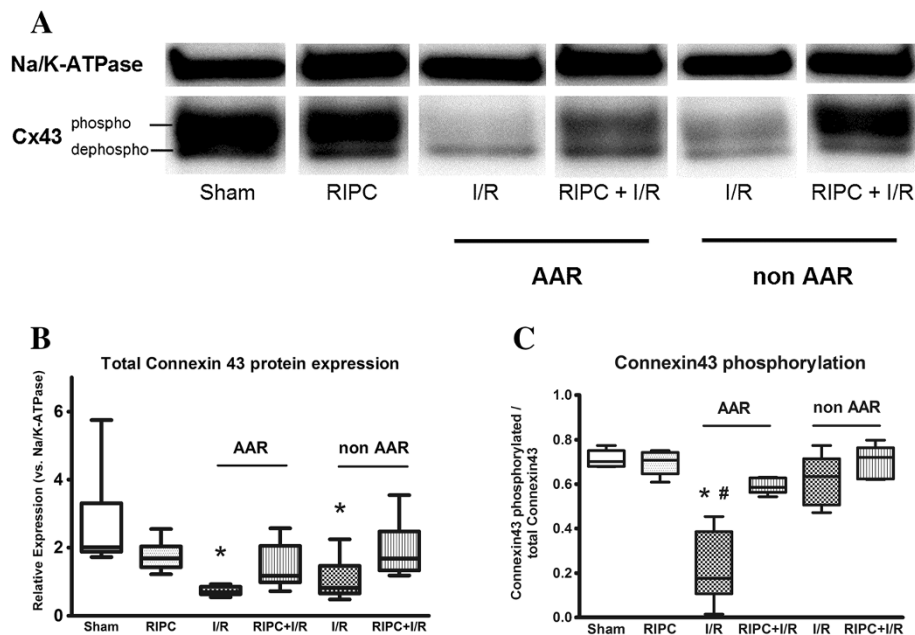 A
Na/K-ATPase
Cx43
phospho
dephospho
Sham RIPC I/R RIPC + I/R I/R RIPC + I/R
AAR non AAR
B
Total Connexin 43 protein expression
Relative Expression (vs. Na/K-ATPase)
6
4
2
0
AAR non AAR
*
*
Sham RIPC I/R RIPC+I/R I/R RIPC+I/R
C
Connexin43 phosphorylation
Connexin43 phosphorylated /
total Connexin43
1.0
0.8
0.6
0.4
0.2
0.0
AAR non AAR
* #
Sham RIPC I/R RIPC+I/R I/R RIPC+I/R